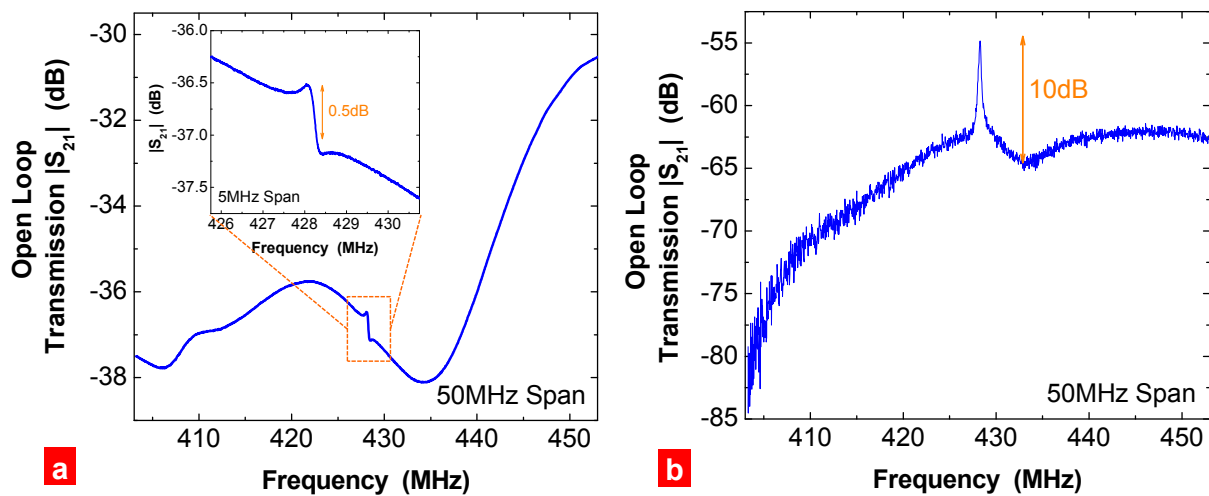 Open Loop
Transmission |S21| (dB)
-30
-32
-34
-36
-38
410
420
430
440
450
Frequency (MHz)
50MHz Span
a
|S21| (dB)
-36.0
-36.5
-37.0
-37.5
426
427
428
429
430
Frequency (MHz)
5MHz Span
0.5dB
Open Loop
Transmission |S21| (dB)
-55
-60
-65
-70
-75
-80
-85
410
420
430
440
450
Frequency (MHz)
10dB
50MHz Span
b